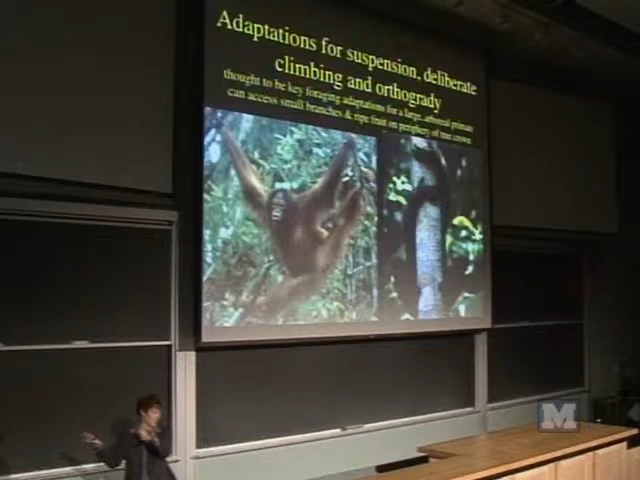 Adaptations for suspension, deliberate
climbing and orthogrady
thought to be key foraging adaptations for a large, arboreal primate
can access small branches & ripe fruit on periphery of tree crown
M